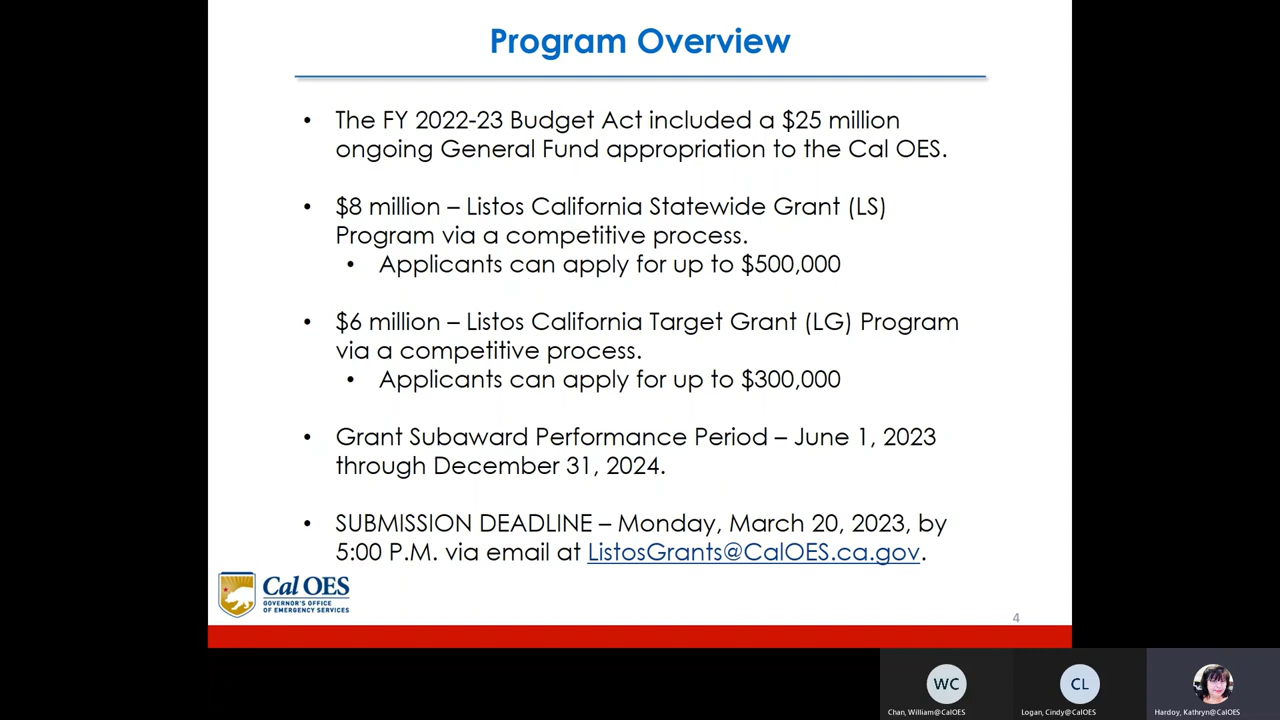 Program Overview
• The FY 2022-23 Budget Act included a $25 million
ongoing General Fund appropriation to the Cal OES.
• $8 million – Listos California Statewide Grant (LS)
Program via a competitive process.
• Applicants can apply for up to $500,000
• $6 million – Listos California Target Grant (LG) Program
via a competitive process.
• Applicants can apply for up to $300,000
• Grant Subaward Performance Period – June 1, 2023
through December 31, 2024.
• SUBMISSION DEADLINE – Monday, March 20, 2023, by
5:00 P.M. via email at ListosGrants@CalOES.ca.gov.
Cal OES
GOVERNOR'S OFFICE
OF EMERGENCY SERVICES
4
WC
CL
Chan, William@CalOES
Logan, Cindy@CalOES
Hardoy, Kathryn@CalOES